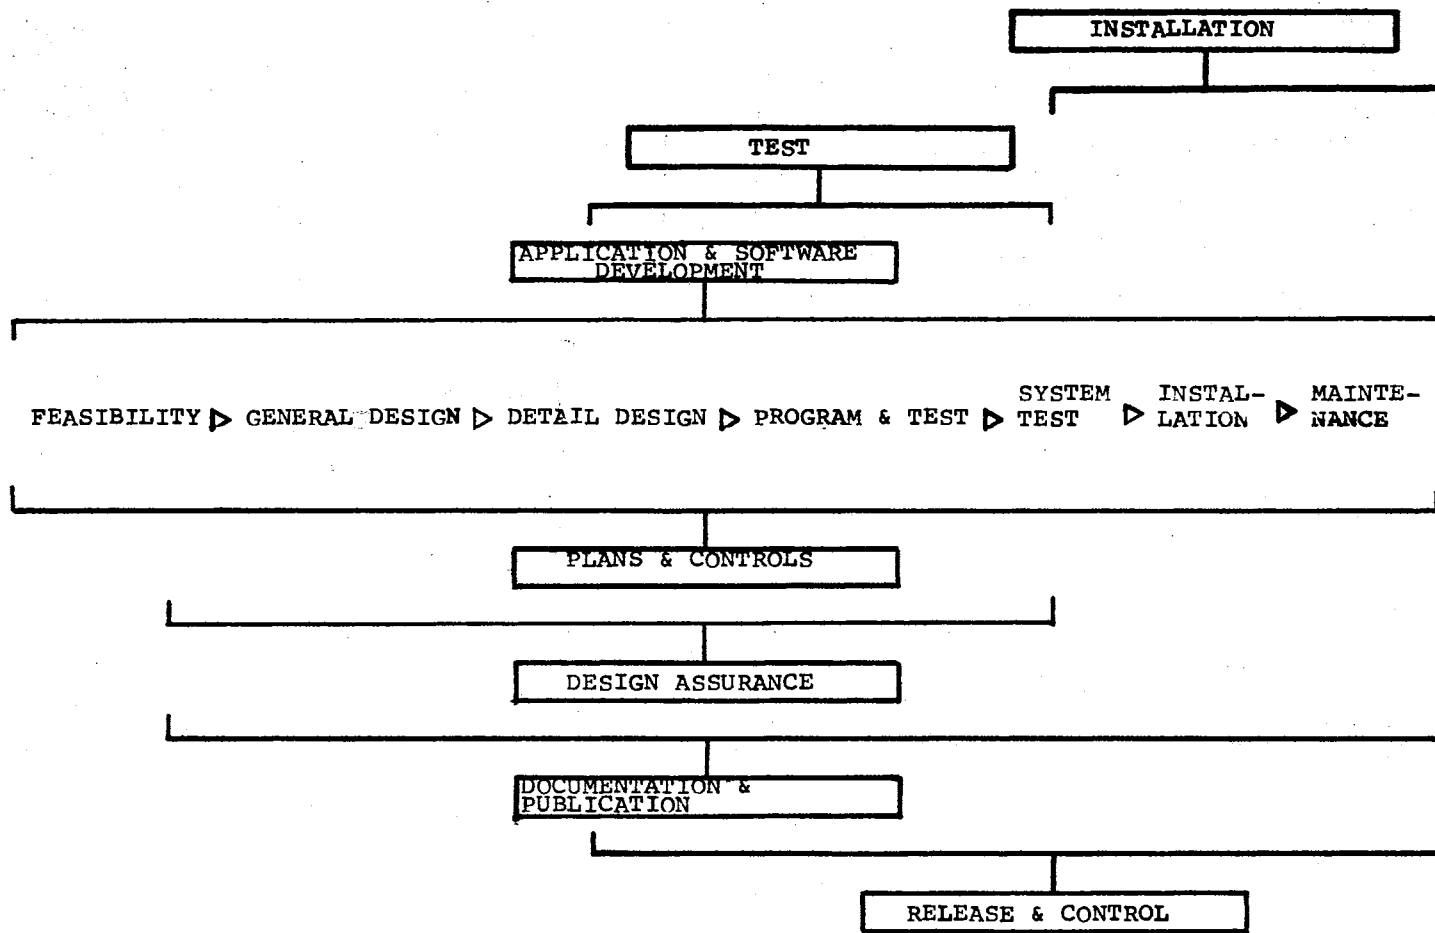 INSTALLATION
TEST
APPLICATION & SOFTWARE
DEVELOPMENT
FEASIBILITY ▷ GENERAL DESIGN ▷ DETAIL DESIGN ▷ PROGRAM & TEST ▷ SYSTEM
TEST ▷ INSTAL-
LATION ▷ MAINTE-
NANCE
PLANS & CONTROLS
DESIGN ASSURANCE
DOCUMENTATION &
PUBLICATION
RELEASE & CONTROL